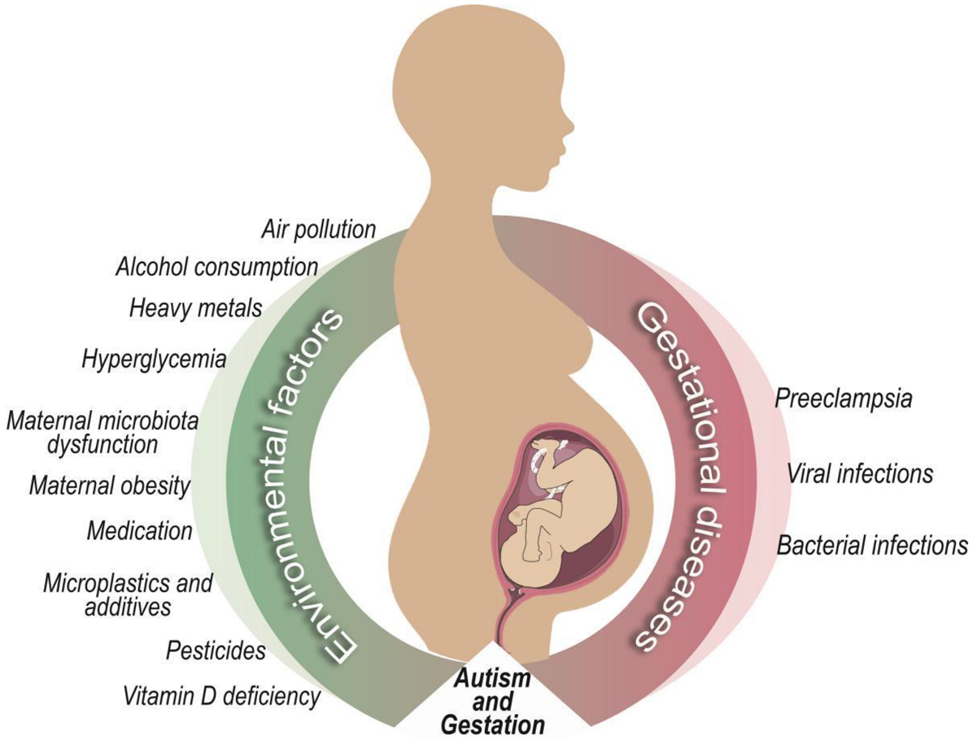 Air pollution
Alcohol consumption
Heavy metals
Hyperglycemia
Maternal microbiota
dysfunction
Maternal obesity
Medication
Microplastics and
additives
Pesticides
Vitamin D deficiency
Environmental factors
Gestational diseases
Preeclampsia
Viral infections
Bacterial infections
Autism
and
Gestation